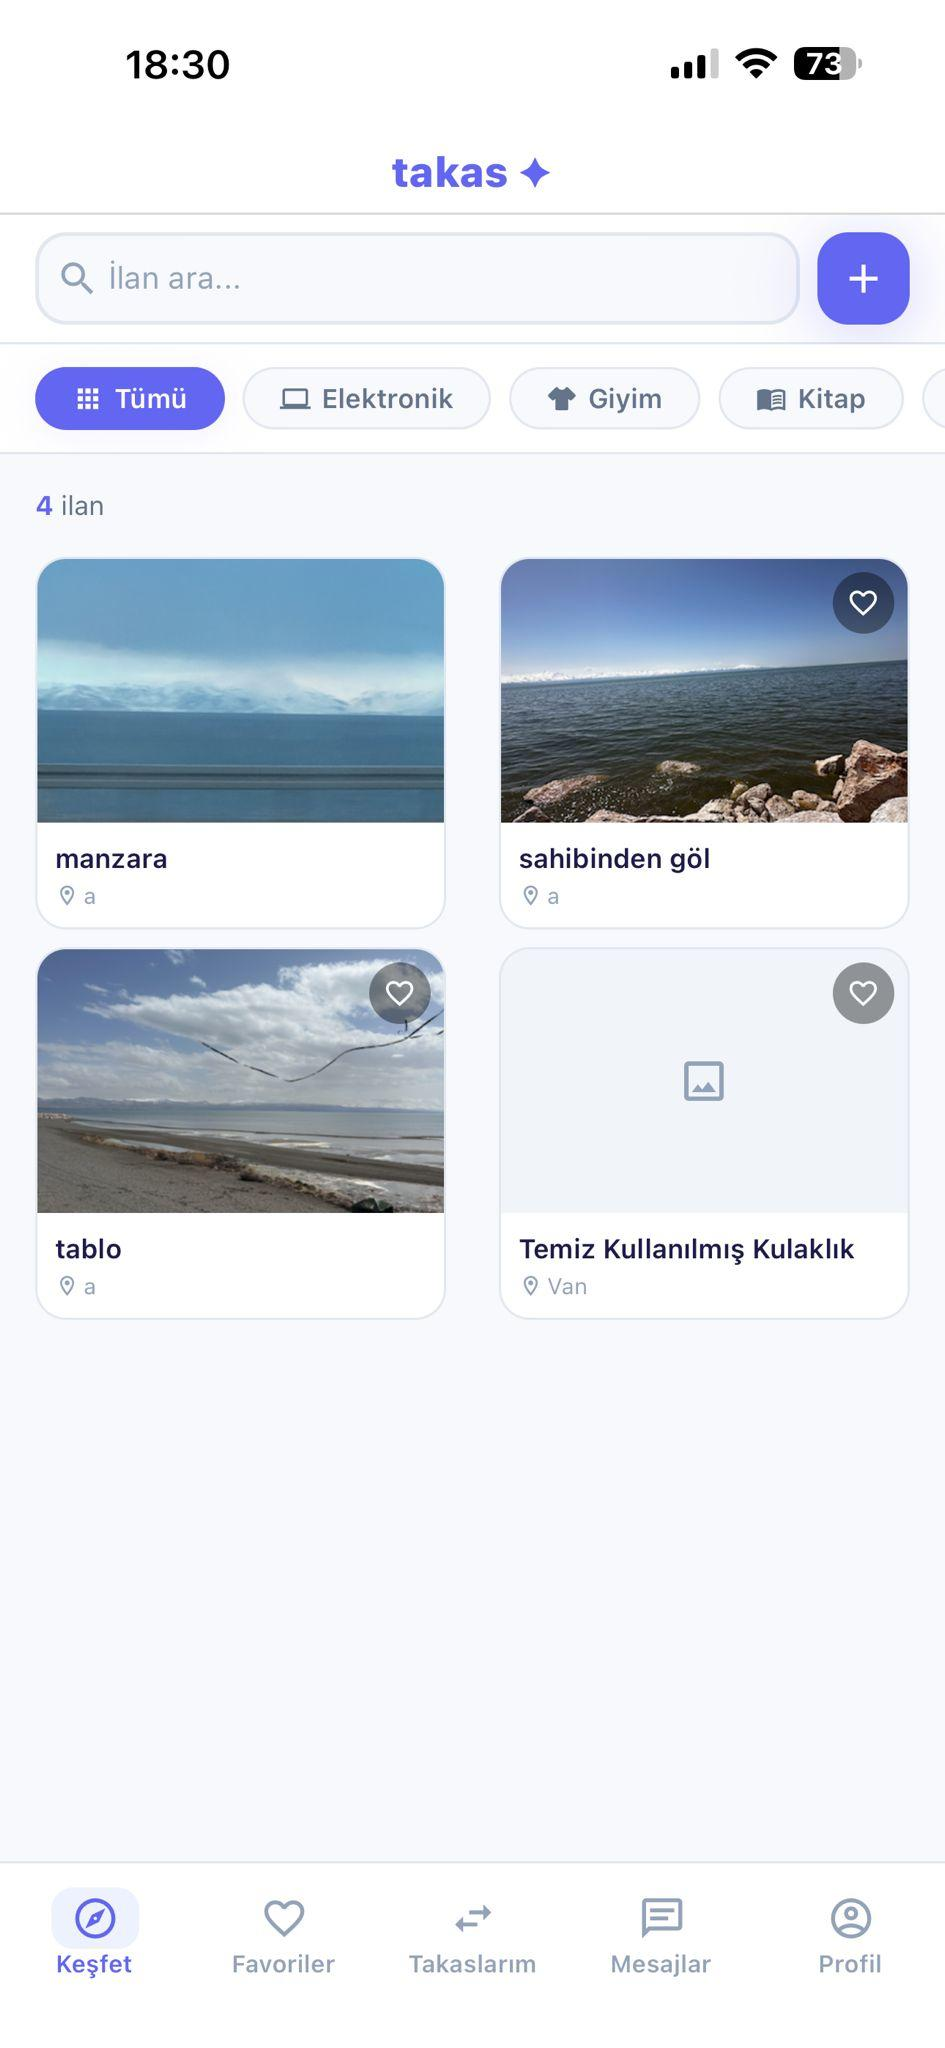 18:30
73
takas
İlan ara...
Tümü
Elektronik
Giyim
Kitap
4 ilan
manzara
a
sahibinden göl
a
tablo
a
Temiz Kullanılmış Kulaklık
Van
Keşfet
Favoriler
Takaslarım
Mesajlar
Profil